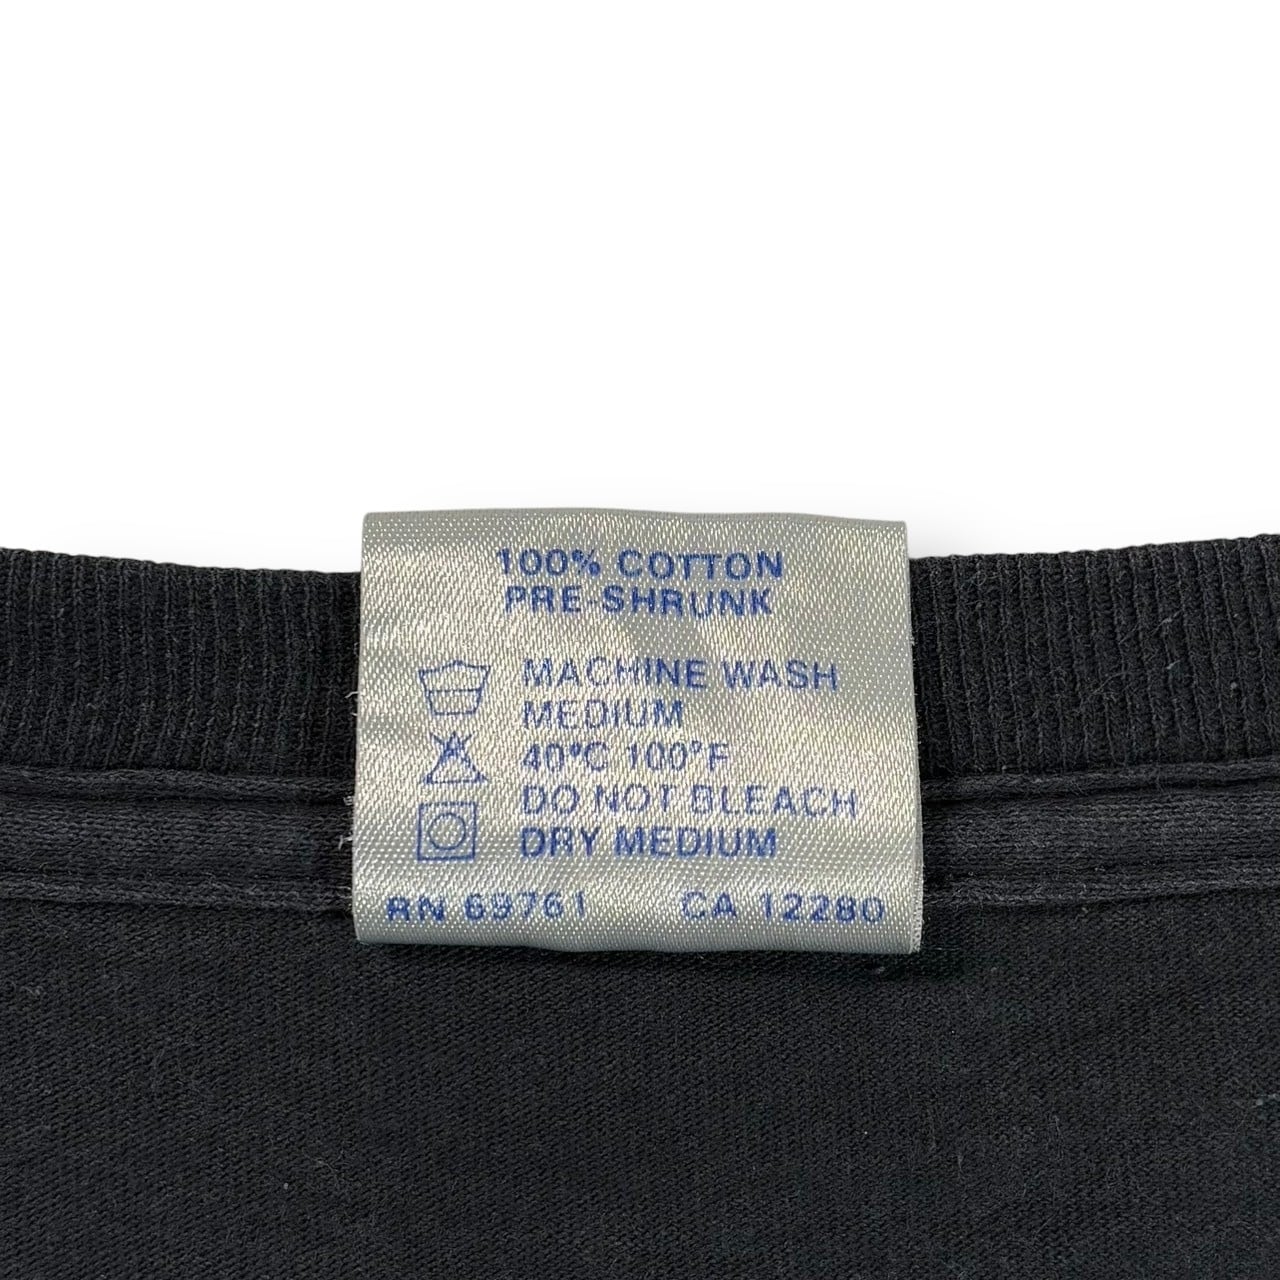 100% COTTON
PRE-SHRUNK
MACHINE WASH
MEDIUM
40°C 100°F
DO NOT BLEACH
DRY MEDIUM
RN 69761 CA 12280